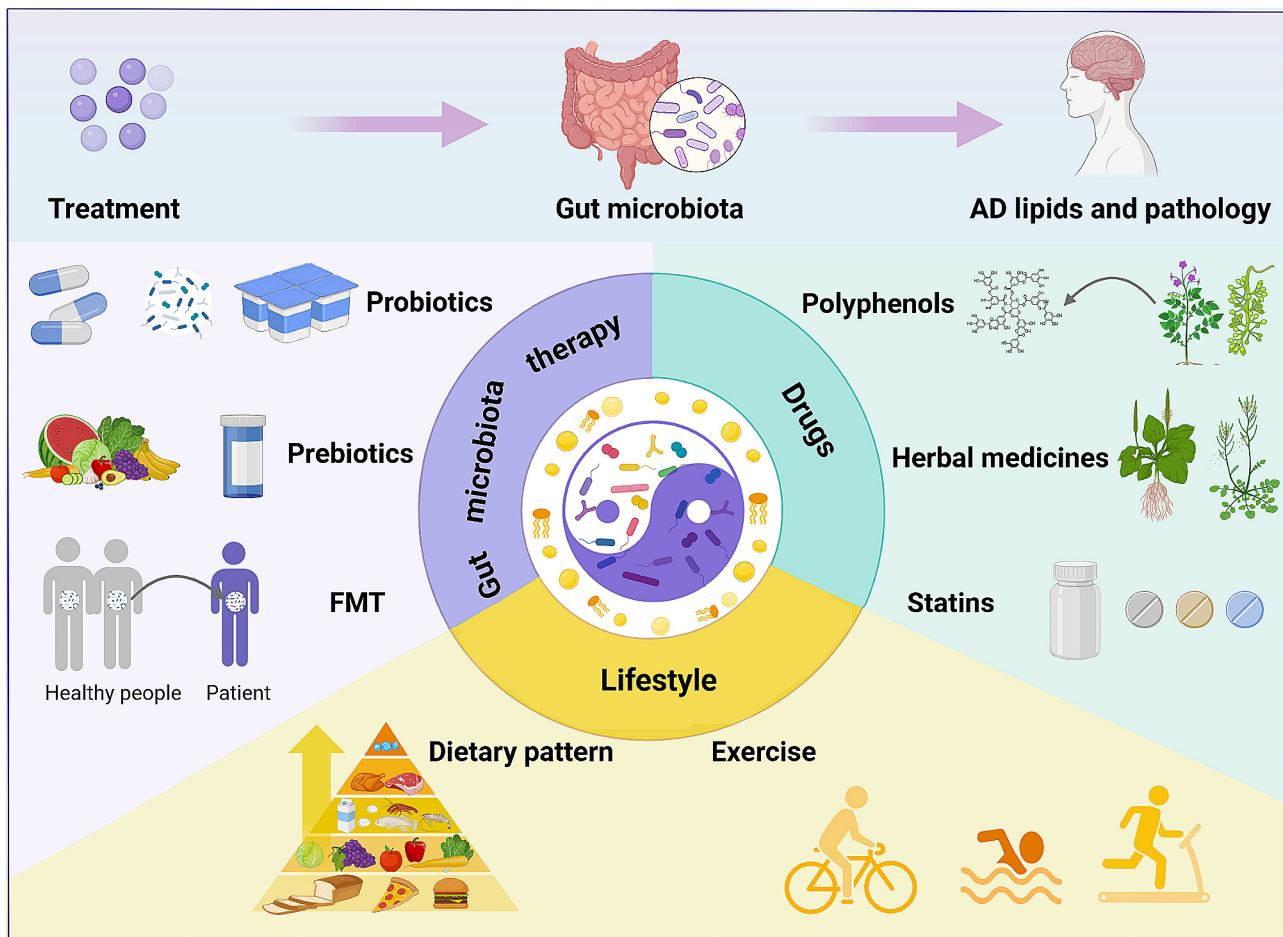 Treatment
Gut microbiota
AD lipids and pathology
Probiotics
Prebiotics
FMT
Healthy people
Patient
Gut microbiota therapy
Drugs
Lifestyle
Polyphenols
Herbal medicines
Statins
Dietary pattern
Exercise